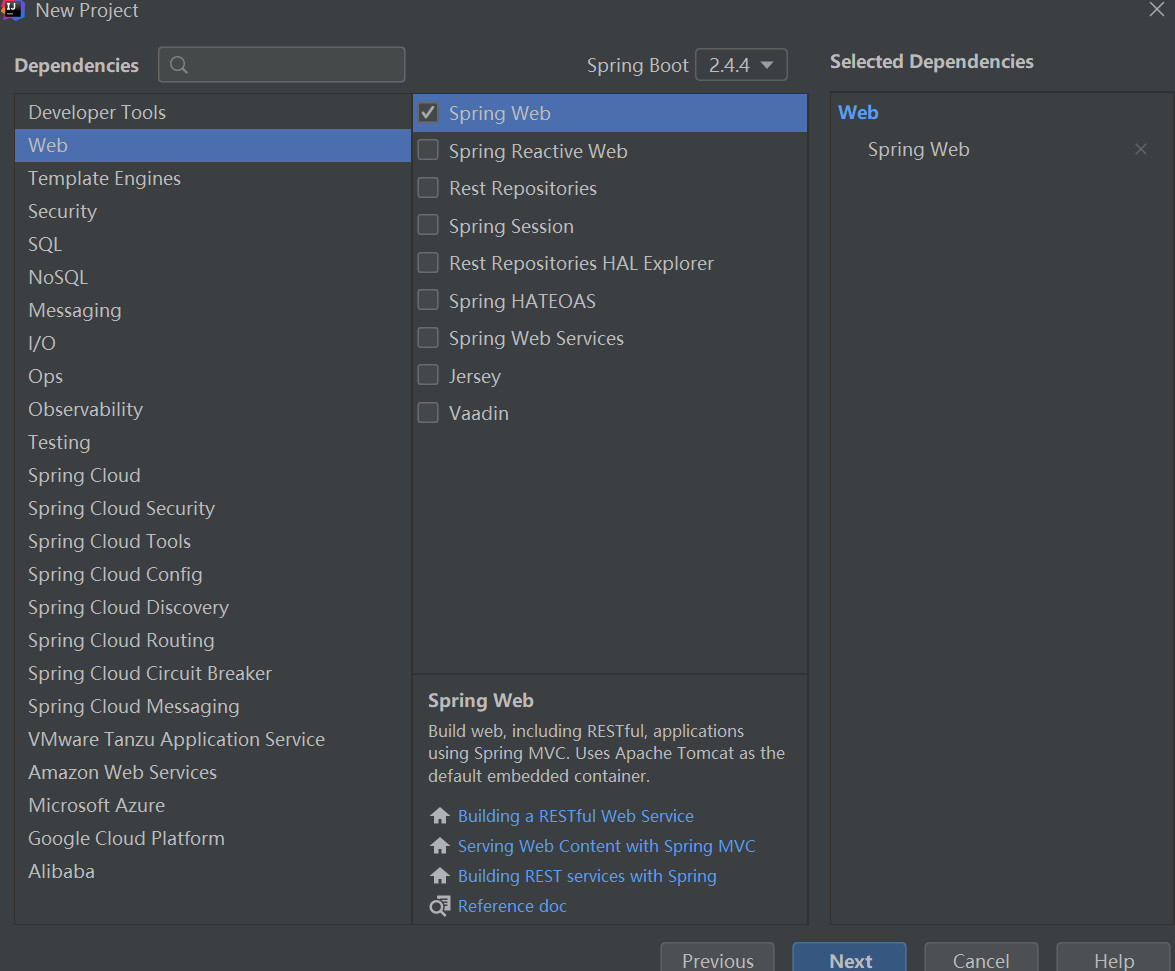 New Project
Dependencies
Spring Boot 2.4.4
Selected Dependencies
Developer Tools
Web
Template Engines
Security
SQL
NoSQL
Messaging
I/O
Ops
Observability
Testing
Spring Cloud
Spring Cloud Security
Spring Cloud Tools
Spring Cloud Config
Spring Cloud Discovery
Spring Cloud Routing
Spring Cloud Circuit Breaker
Spring Cloud Messaging
VMware Tanzu Application Service
Amazon Web Services
Microsoft Azure
Google Cloud Platform
Alibaba
Spring Web
Spring Reactive Web
Rest Repositories
Spring Session
Rest Repositories HAL Explorer
Spring HATEOAS
Spring Web Services
Jersey
Vaadin
Spring Web
Build web, including RESTful, applications
using Spring MVC. Uses Apache Tomcat as the
default embedded container.
Building a RESTful Web Service
Serving Web Content with Spring MVC
Building REST services with Spring
Reference doc
Web
Spring Web
Previous
Next
Cancel
Help